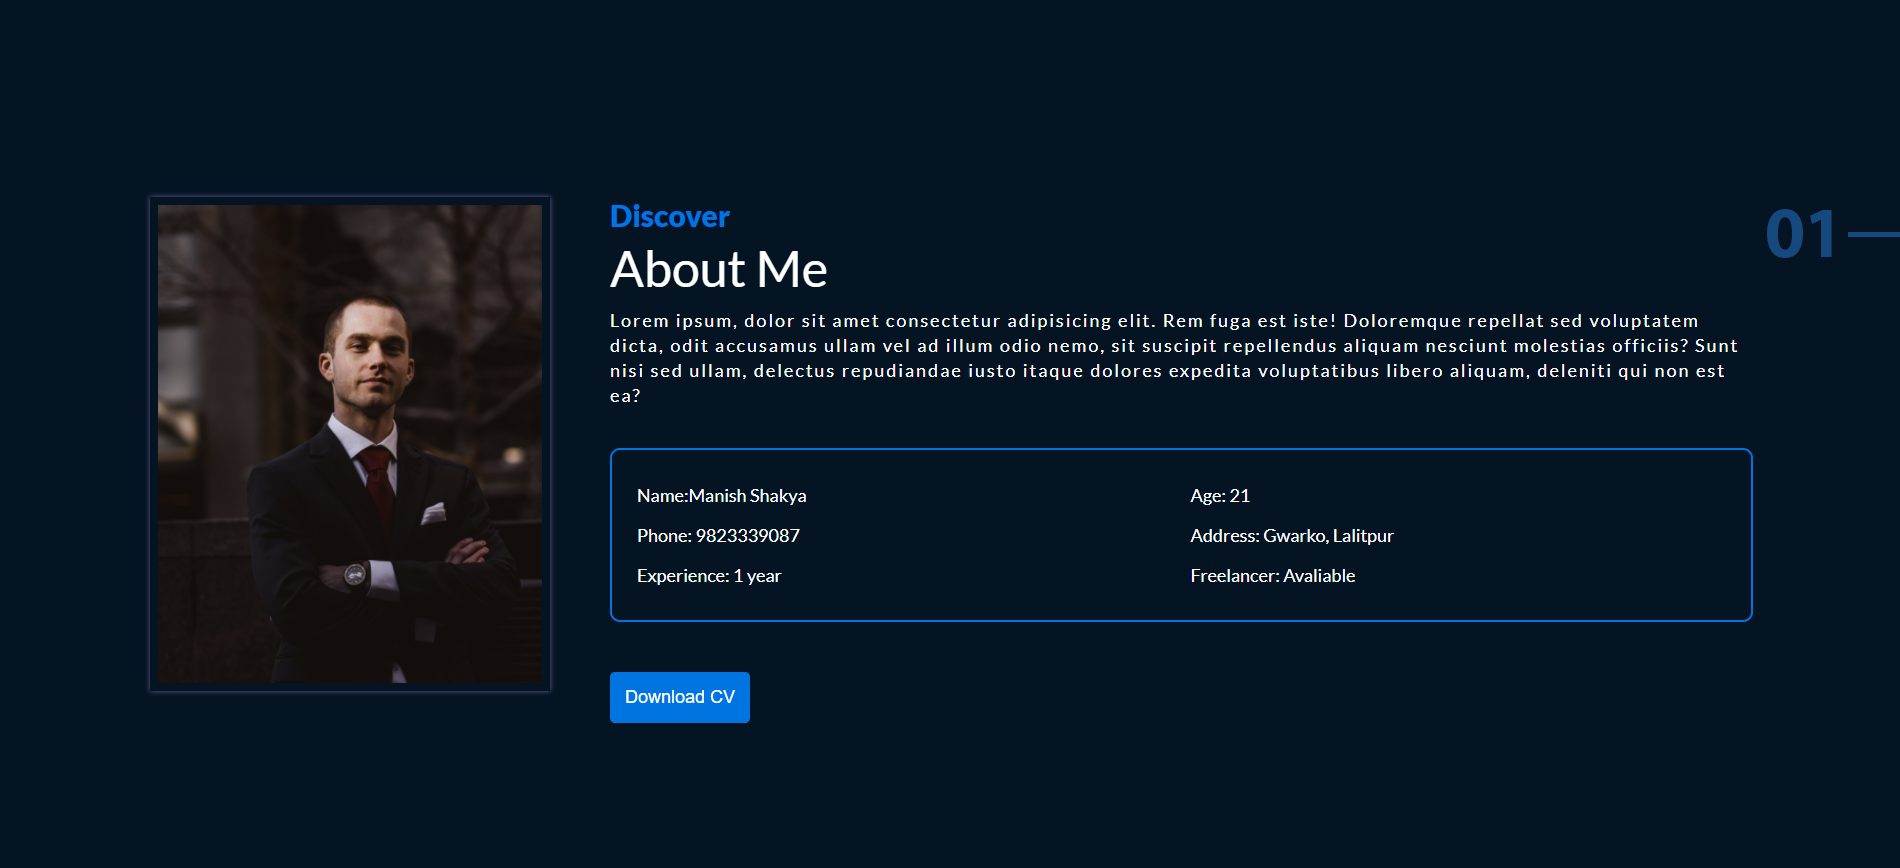 Discover
01
About Me
Lorem ipsum, dolor sit amet consectetur adipisicing elit. Rem fuga est iste! Doloremque repellat sed voluptatem
dicta, odit accusamus ullam vel ad illum odio nemo, sit suscipit repellendus aliquam nesciunt molestias officiis? Sunt
nisi sed ullam, delectus repudiandae iusto itaque dolores expedita voluptatibus libero aliquam, deleniti qui non est
ea?
Name:Manish Shakya
Age: 21
Phone: 9823339087
Address: Gwarko, Lalitpur
Experience: 1 year
Freelancer: Avaliable
Download CV